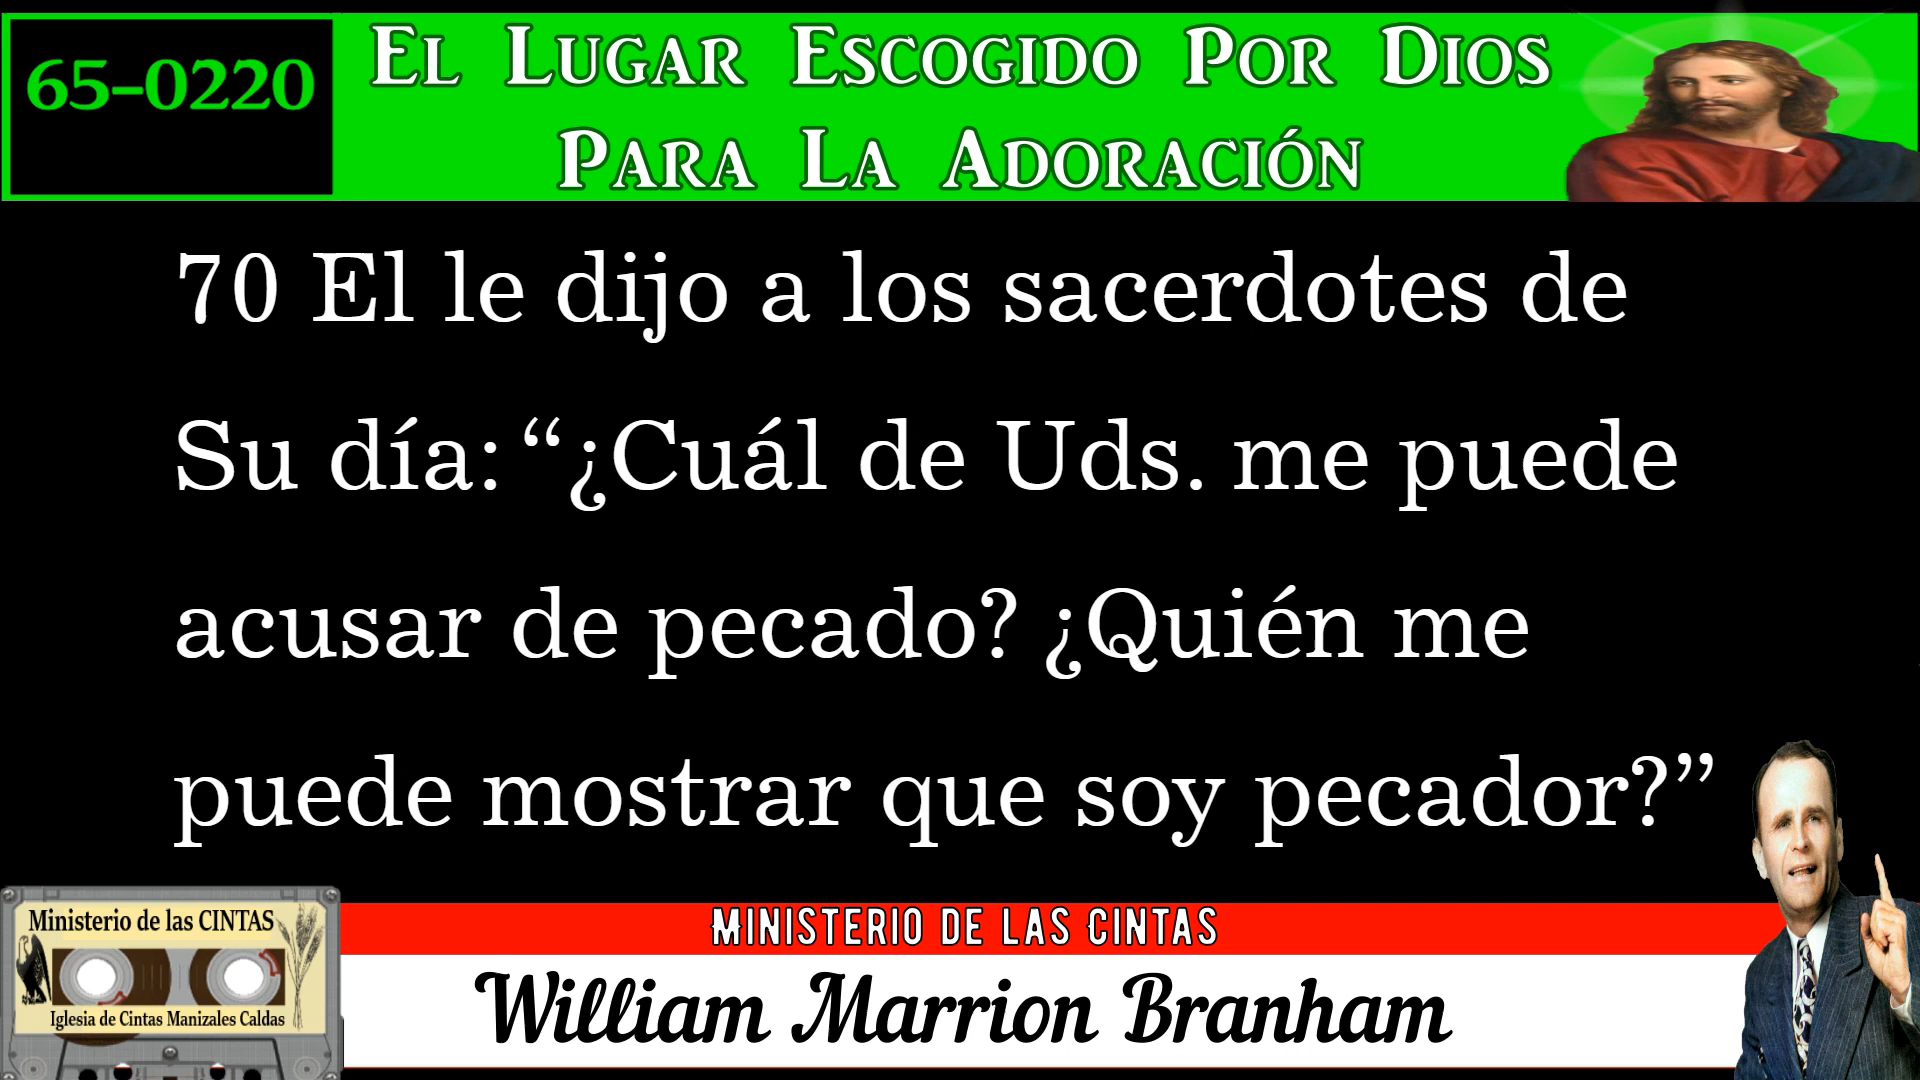 65-0220
El Lugar Escogido Por Dios
Para La Adoración
70 El le dijo a los sacerdotes de
Su día: “¿Cuál de Uds. me puede
acusar de pecado? ¿Quién me
puede mostrar que soy pecador?”
Ministerio de las CINTAS
Iglesia de Cintas Manizales Caldas
MINISTERIO DE LAS CINTAS
William Marrion Branham